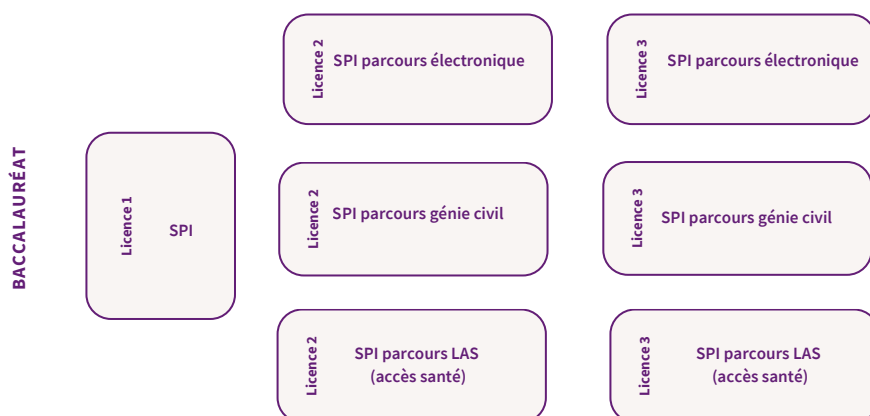 BACCALAURÉAT
Licence 1
SPI
Licence 2
SPI parcours électronique
Licence 3
SPI parcours électronique
Licence 2
SPI parcours génie civil
Licence 3
SPI parcours génie civil
Licence 2
SPI parcours LAS
(accès santé)
Licence 3
SPI parcours LAS
(accès santé)